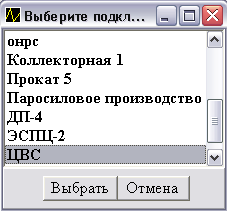 Выберите подкл...
онрс
Коллекторная 1
Прокат 5
Паросиловое производство
ДП-4
ЭСПЦ-2
ЦВС
Выбрать
Отмена